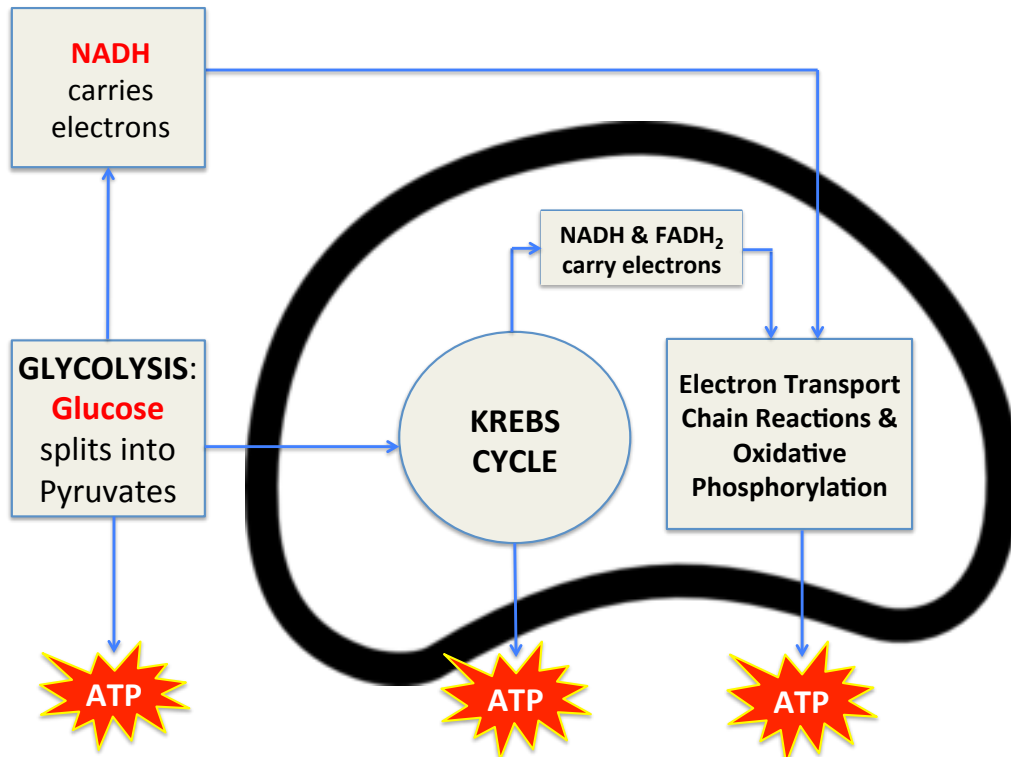 NADH
carries
electrons
NADH & FADH₂
carry electrons
GLYCOLYSIS:
Glucose
splits into
Pyruvates
KREBS
CYCLE
Electron Transport
Chain Reactions &
Oxidative
Phosphorylation
ATP
ATP
ATP